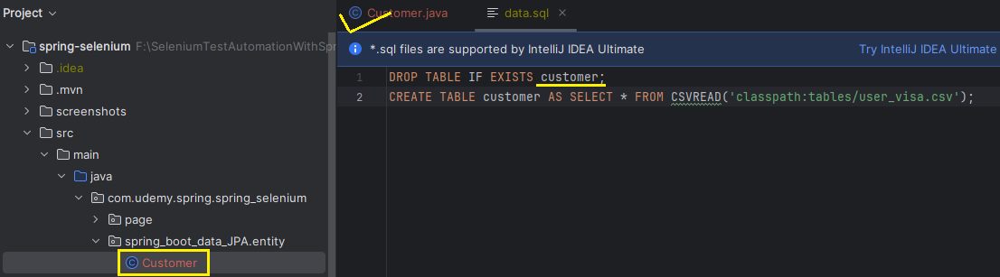 Project
spring-selenium F:\SeleniumTestAutomationWithSpr
.idea
.mvn
screenshots
src
main
java
com.udemy.spring.spring_selenium
page
spring_boot_data_JPA.entity
Customer
Customer.java
data.sql
*.sql files are supported by IntelliJ IDEA Ultimate
Try IntelliJ IDEA Ultimate
1 DROP TABLE IF EXISTS customer;
2 CREATE TABLE customer AS SELECT * FROM CSVREAD('classpath:tables/user_visa.csv');